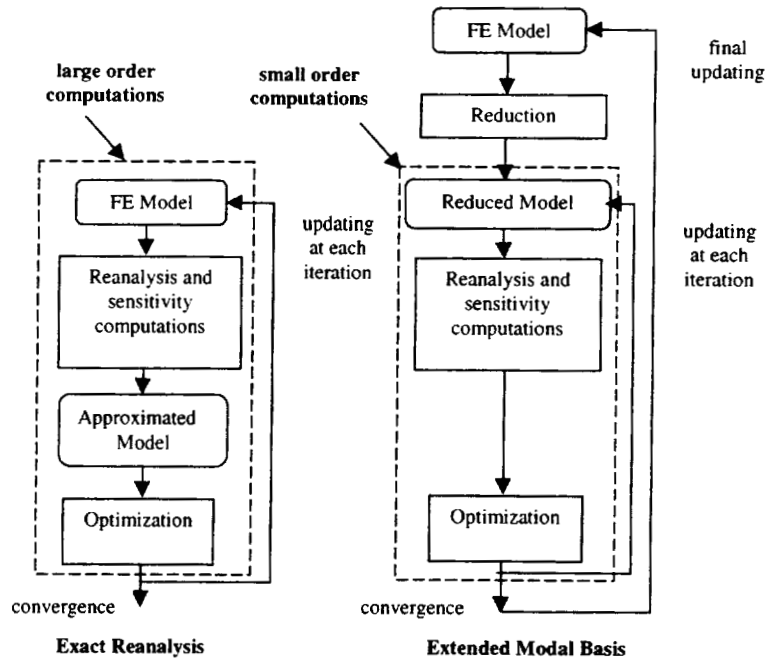 large order
computations
FE Model
Reanalysis and
sensitivity
computations
Approximated
Model
Optimization
updating
at each
iteration
convergence
Exact Reanalysis
small order
computations
FE Model
Reduction
Reduced Model
Reanalysis and
sensitivity
computations
Optimization
final
updating
updating
at each
iteration
convergence
Extended Modal Basis